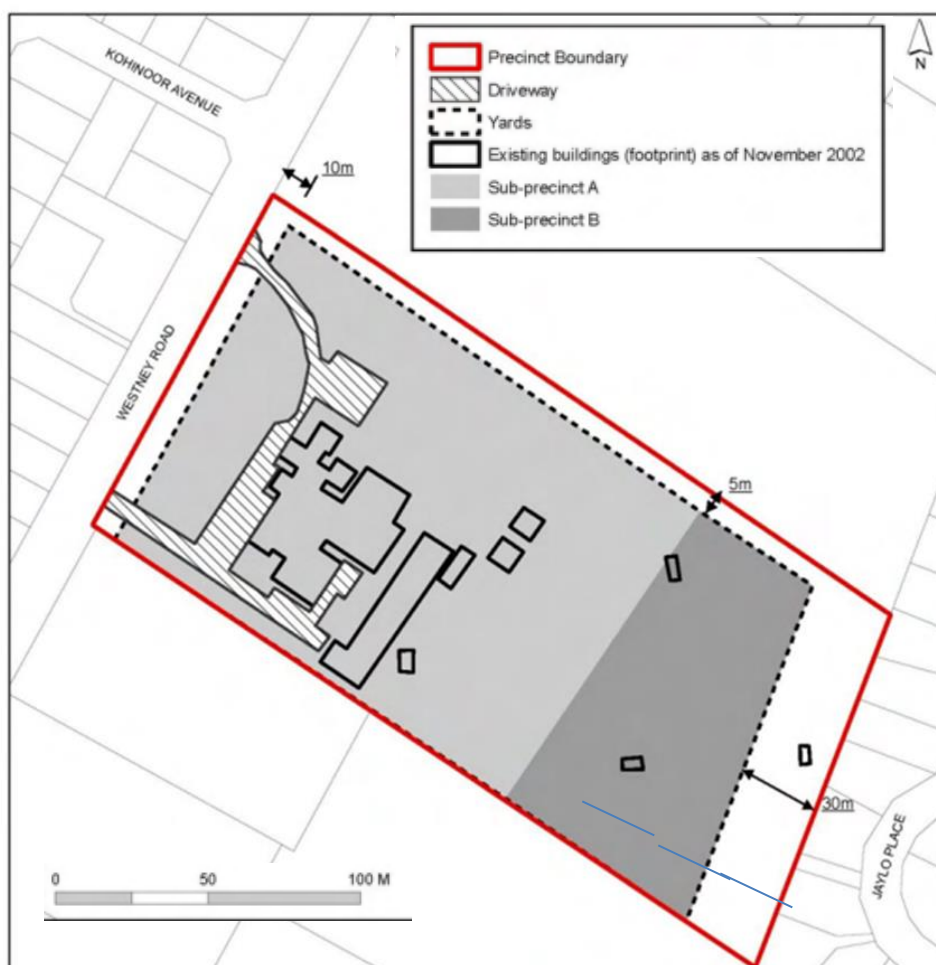 KOHINOOR AVENUE
Precinct Boundary
Driveway
Yards
Existing buildings (footprint) as of November 2002
Sub-precinct A
Sub-precinct B
N
10m
WESTNEY ROAD
5m
30m
JAYLO PLACE
0 50 100 M